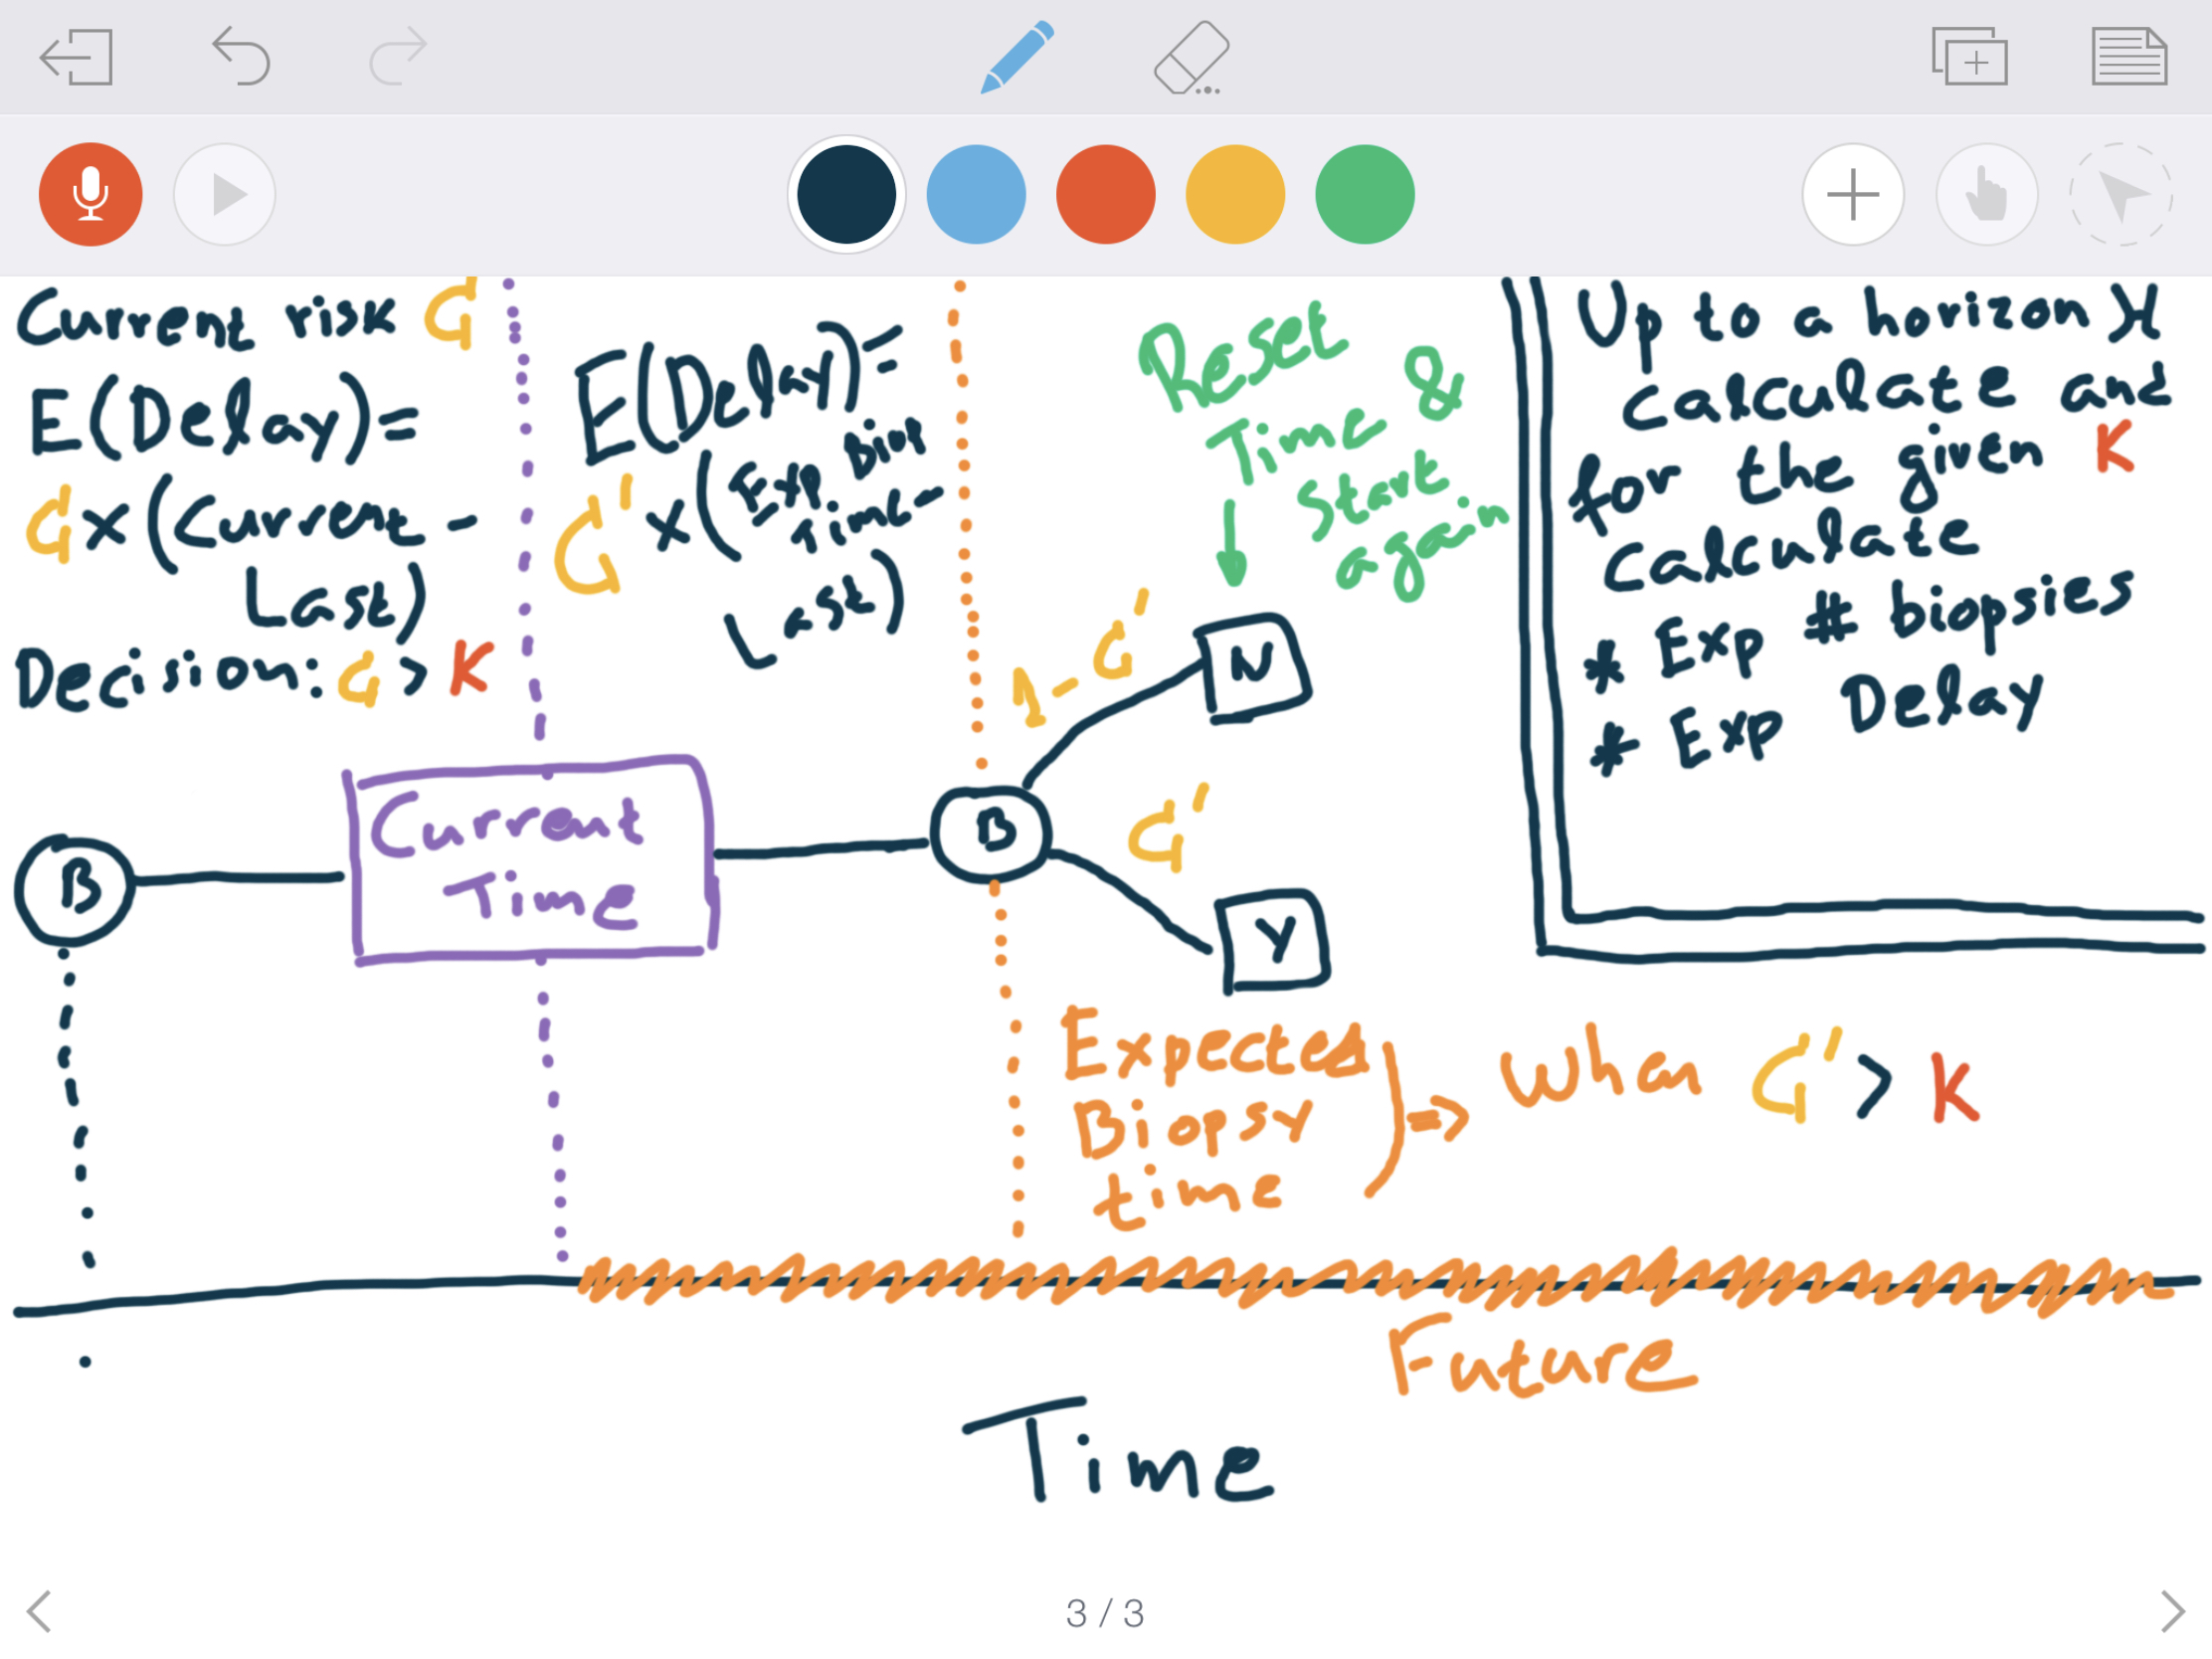 Current risk G
E(Delay)=
G x (Current -
Last)
Decision: G > K
E(Delay)=
G' x (Exp Biop
Time -
Last)
Reset
Time &
start
again
Up to a horizon H
calculate and
for the given K
calculate
* Exp # biopsies
* Exp Delay
1 - G'
N
B
Current
Time
B
G'
Y
Expected
Biopsy
time
) ⇒ When G' > K
Future
Time
3 / 3